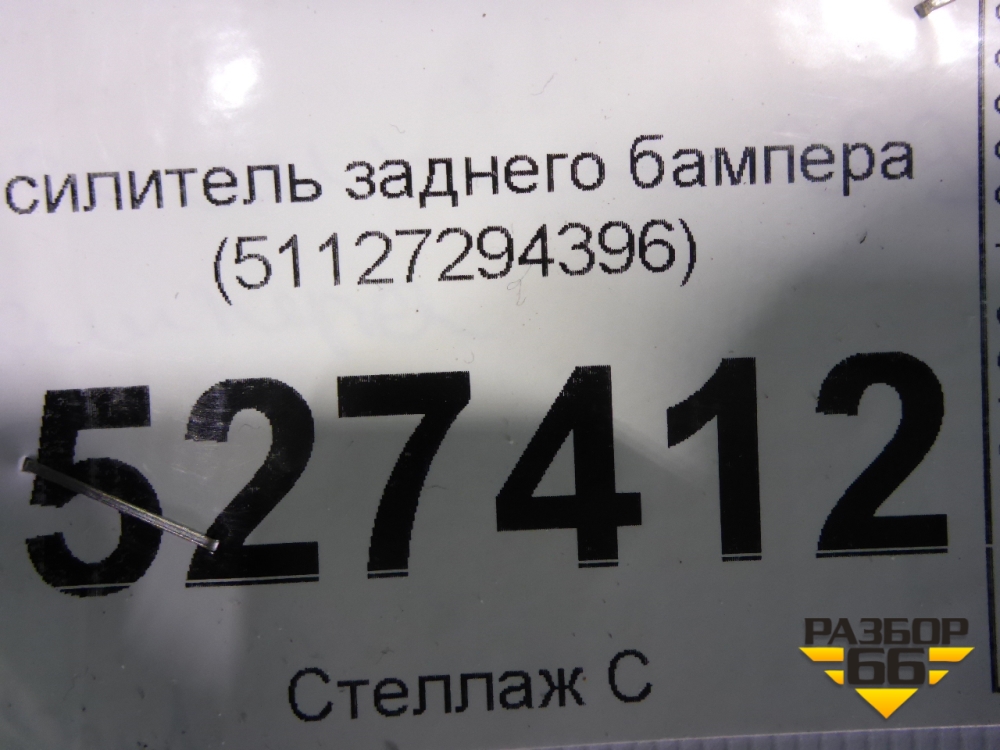 силитель заднего бампера
(51127294396)
527412
Стеллаж С
РАЗБОР
66